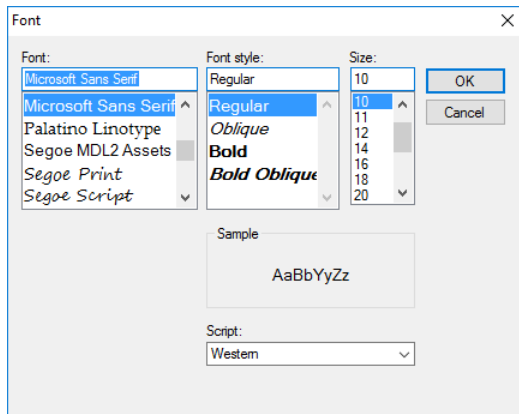 Font
Font:
Font style:
Size:
Microsoft Sans Serif
Regular
10
OK
Cancel
Microsoft Sans Serif
Palatino Linotype
Segoe MDL2 Assets
Segoe Print
Segoe Script
Regular
Oblique
Bold
Bold Oblique
10
11
12
14
16
18
20
Sample
AaBbYyZz
Script:
Western